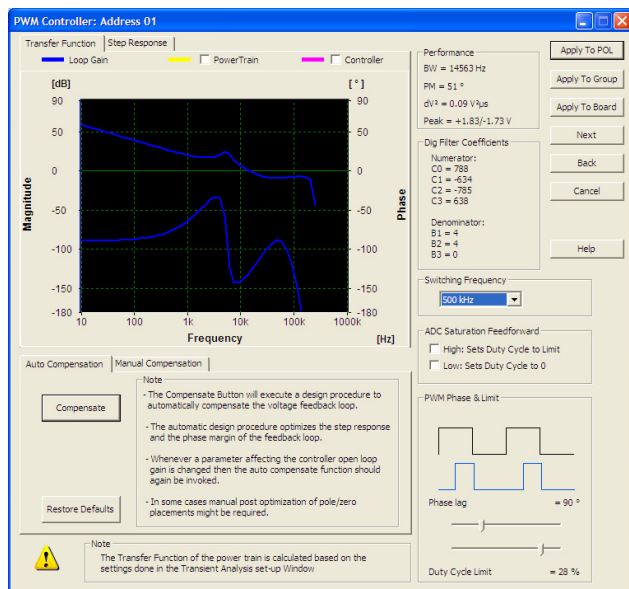 PWM Controller: Address 01
Transfer Function Step Response
Loop Gain PowerTrain Controller
[dB] [ ° ]
90 90
50 50
0 0
-50 -50
-100 -100
-150 -150
-180 -180
Magnitude
Phase
10 100 1k 10k 100k 1000k
Frequency [Hz]
Performance
BW = 14563 Hz
PM = 51 °
dV² = 0.09 V²µs
Peak = +1.83/-1.73 V
Dig Filter Coefficients
Numerator:
C0 = 788
C1 = -634
C2 = -785
C3 = 638
Denominator:
B1 = 4
B2 = 4
B3 = 0
Apply To POL
Apply To Group
Apply To Board
Next
Back
Cancel
Help
Switching Frequency
500 kHz
ADC Saturation Feedforward
High: Sets Duty Cycle to Limit
Low: Sets Duty Cycle to 0
Auto Compensation Manual Compensation
Compensate
Restore Defaults
Note
- The Compensate Button will execute a design procedure to
automatically compensate the voltage feedback loop.
- The automatic design procedure optimizes the step response
and the phase margin of the feedback loop.
- Whenever a parameter affecting the controller open loop
gain is changed then the auto compensate function should
again be invoked.
- In some cases manual post optimization of pole/zero
placements might be required.
PWM Phase & Limit
Phase lag = 90 °
Duty Cycle Limit = 28 %
Note
The Transfer Function of the power train is calculated based on the
settings done in the Transient Analysis set-up Window